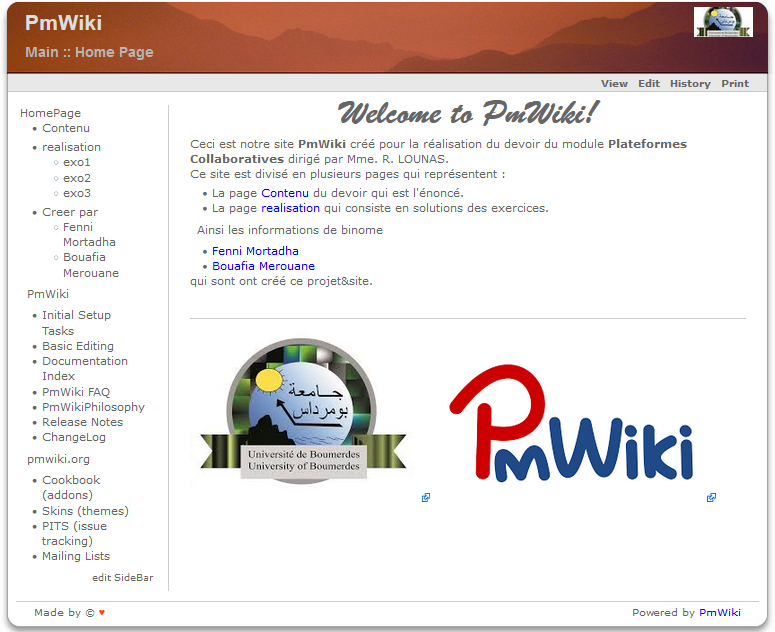 PmWiki
Main :: Home Page
View Edit History Print
HomePage
• Contenu
• realisation
◦ exo1
◦ exo2
◦ exo3
• Creer par
◦ Fenni
Mortadha
◦ Bouafia
Merouane
PmWiki
• Initial Setup
Tasks
• Basic Editing
• Documentation
Index
• PmWiki FAQ
• PmWikiPhilosophy
• Release Notes
• ChangeLog
pmwiki.org
• Cookbook
(addons)
• Skins (themes)
• PITS (issue
tracking)
• Mailing Lists
edit SideBar
Welcome to PmWiki!
Ceci est notre site PmWiki créé pour la réalisation du devoir du module Plateformes
Collaboratives dirigé par Mme. R. LOUNAS.
Ce site est divisé en plusieurs pages qui représentent :
• La page Contenu du devoir qui est l'énoncé.
• La page realisation qui consiste en solutions des exercices.
Ainsi les informations de binome
• Fenni Mortadha
• Bouafia Merouane
qui sont ont créé ce projet&site.
جامعة
بومرداس
Université de Boumerdes
University of Boumerdes
PmWiki
Made by © ♥
Powered by PmWiki